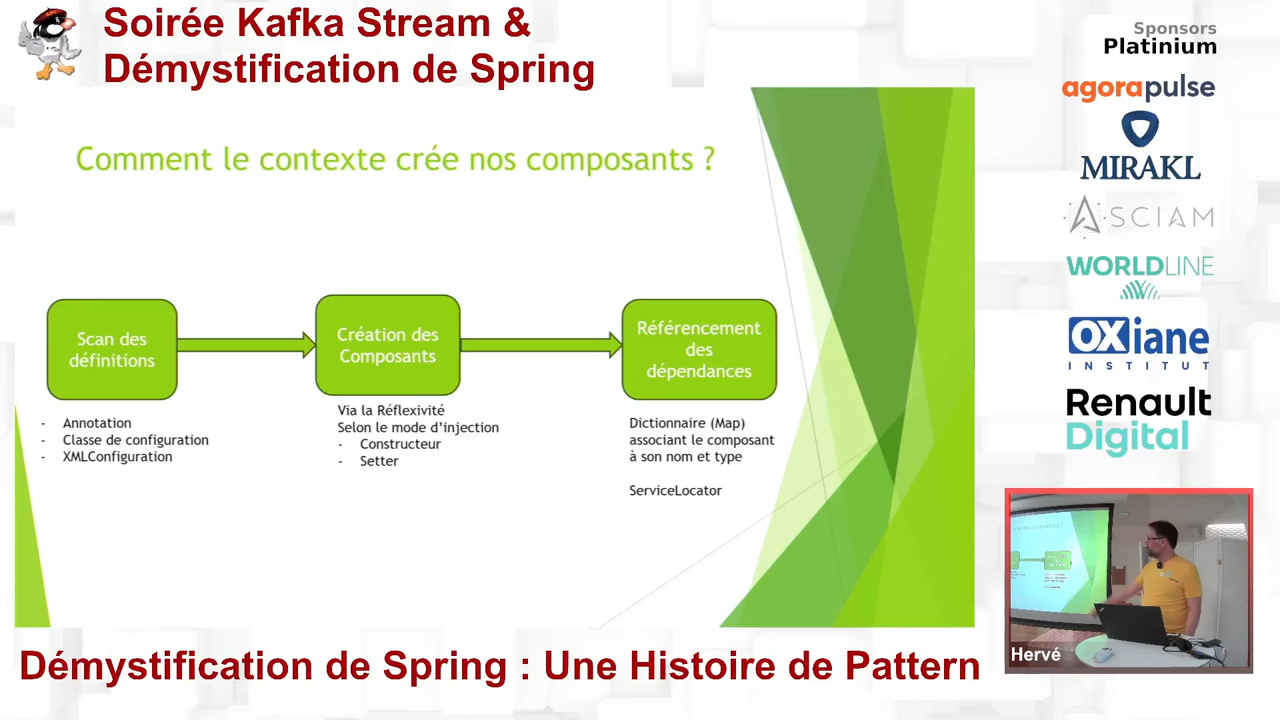 Soirée Kafka Stream &
Démystification de Spring
Comment le contexte crée nos composants ?
Scan des
définitions
- Annotation
- Classe de configuration
- XMLConfiguration
Création des
Composants
Via la Réflexivité
Selon le mode d'injection
- Constructeur
- Setter
Référencement
des
dépendances
Dictionnaire (Map)
associant le composant
à son nom et type
ServiceLocator
Sponsors
Platinium
agorapulse
MIRAKL
ASCIAM
WORLDLINE
OXiane
INSTITUT
Renault
Digital
Hervé
Démystification de Spring : Une Histoire de Pattern